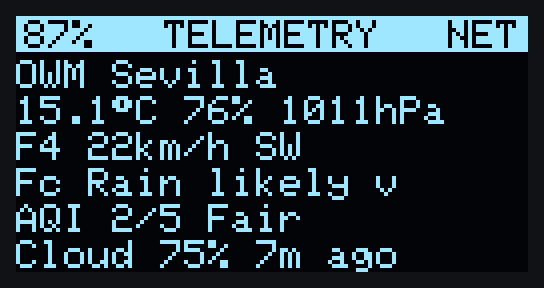 87% TELEMETRY NET
OWM Sevilla
15.1°C 76% 1011hPa
F4 22km/h SW
Fc Rain likely v
AQI 2/5 Fair
Cloud 75% 7m ago